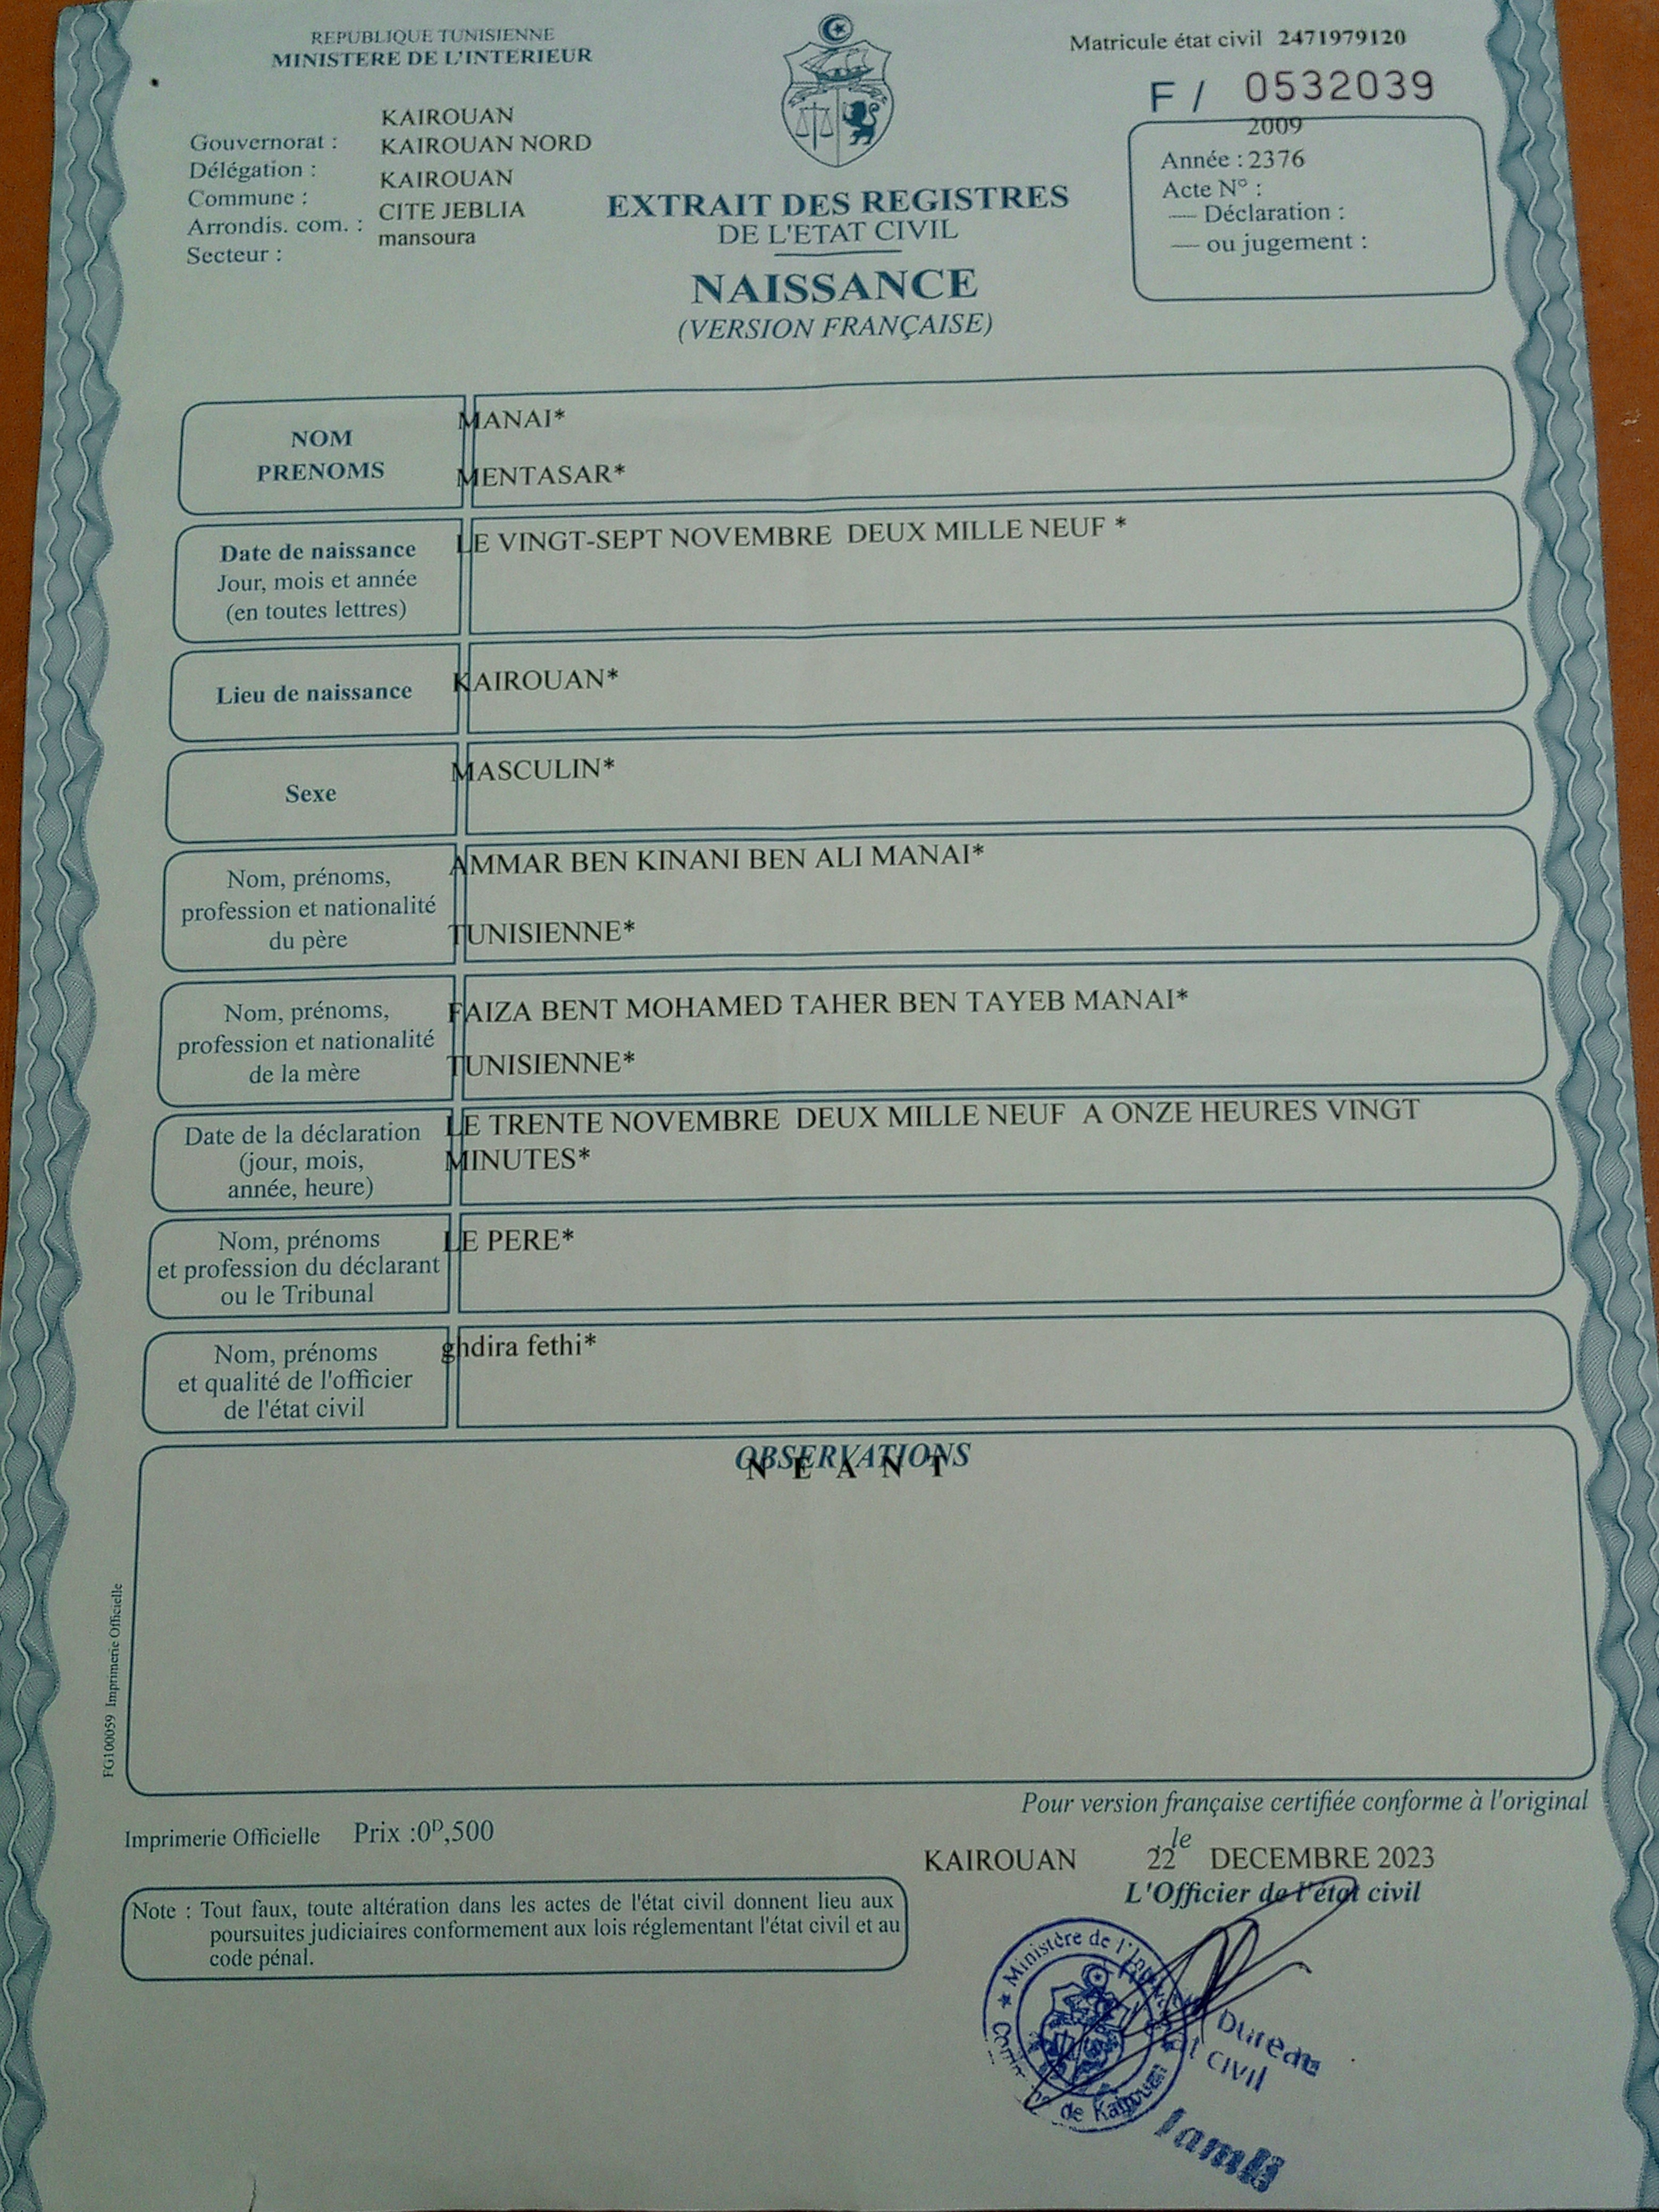 REPUBLIQUE TUNISIENNE
MINISTERE DE L'INTERIEUR
Matricule état civil 2471979120
F / 0532039
KAIROUAN
Gouvernorat :
KAIROUAN NORD
Délégation :
KAIROUAN
Commune :
CITE JEBLIA
Arrondis. com. :
mansoura
Secteur :
2009
Année : 2376
Acte N° :
— Déclaration :
— ou jugement :
EXTRAIT DES REGISTRES
DE L'ETAT CIVIL
NAISSANCE
(VERSION FRANÇAISE)
NOM
PRENOMS
MANAI*
MENTASAR*
Date de naissance
Jour, mois et année
(en toutes lettres)
LE VINGT-SEPT NOVEMBRE DEUX MILLE NEUF *
Lieu de naissance
KAIROUAN*
Sexe
MASCULIN*
Nom, prénoms,
profession et nationalité
du père
AMMAR BEN KINANI BEN ALI MANAI*
TUNISIENNE*
Nom, prénoms,
profession et nationalité
de la mère
FAIZA BENT MOHAMED TAHER BEN TAYEB MANAI*
TUNISIENNE*
Date de la déclaration
(jour, mois,
année, heure)
LE TRENTE NOVEMBRE DEUX MILLE NEUF A ONZE HEURES VINGT
MINUTES*
Nom, prénoms
et profession du déclarant
ou le Tribunal
LE PERE*
Nom, prénoms
et qualité de l'officier
de l'état civil
ghdira fethi*
OBSERVATIONS
N E A N T
FG100059 Imprimerie Officielle
Pour version française certifiée conforme à l'original
Imprimerie Officielle Prix :0D,500
KAIROUAN 22 le DECEMBRE 2023
L'Officier de l'état civil
Note : Tout faux, toute altération dans les actes de l'état civil donnent lieu aux
poursuites judiciaires conformement aux lois réglementant l'état civil et au
code pénal.
Ministère de
de Kairouan
bureau
civil